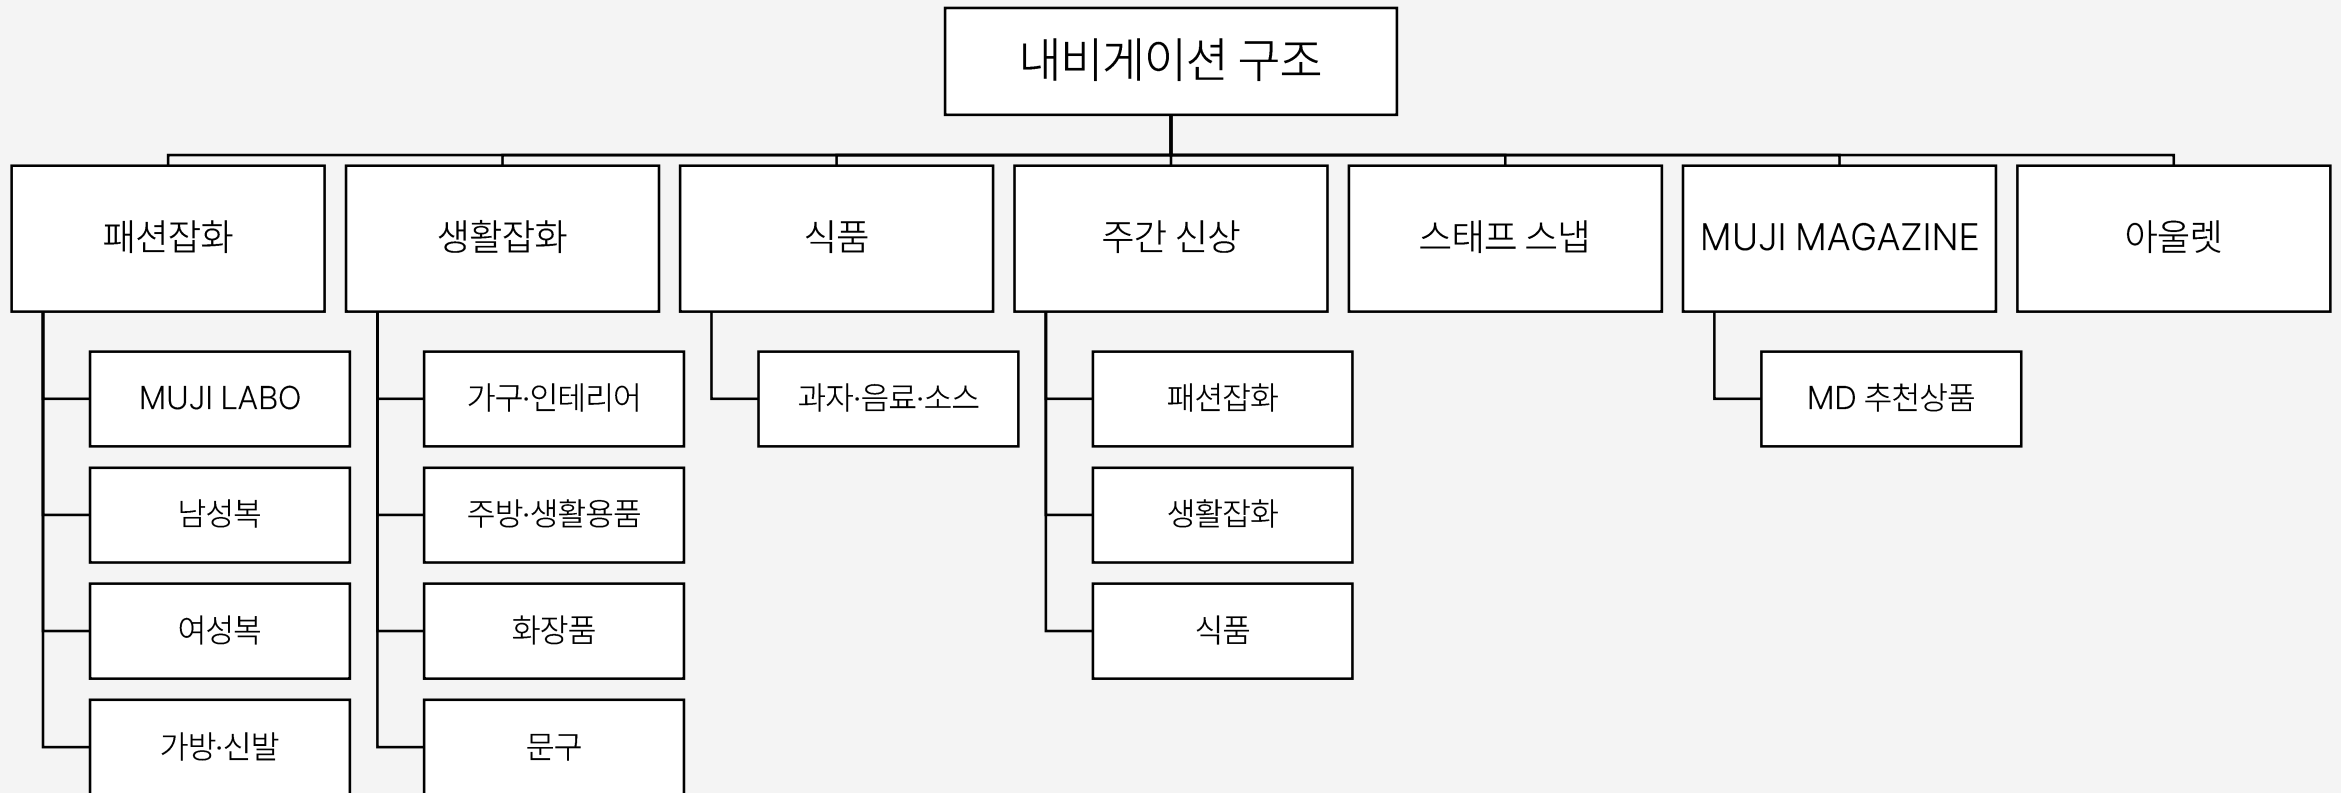 내비게이션 구조
패션잡화
생활잡화
식품
주간 신상
스태프 스냅
MUJI MAGAZINE
아울렛
MUJI LABO
남성복
여성복
가방·신발
가구·인테리어
주방·생활용품
화장품
문구
과자·음료·소스
패션잡화
생활잡화
식품
MD 추천상품